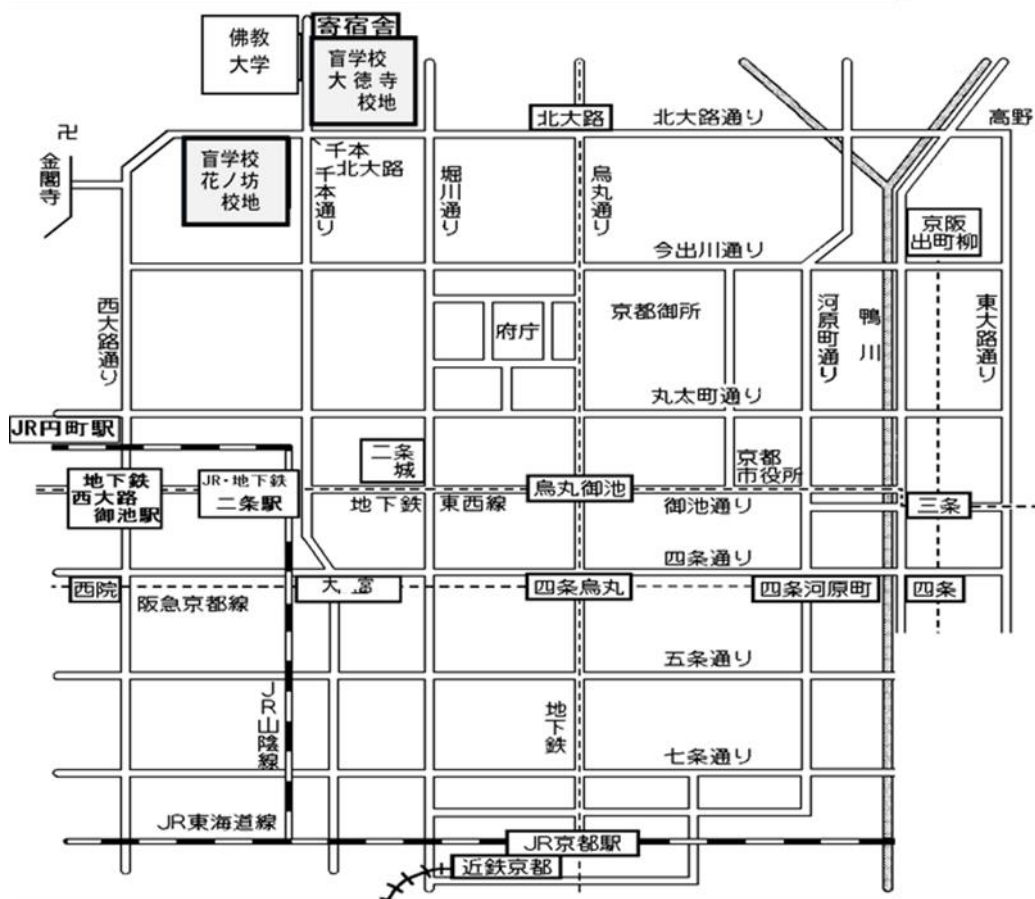 寄宿舎
佛教
大学
盲学校
大徳寺
校地
北大路
北大路通り
高野
卍
金閣寺
盲学校
花ノ坊
校地
千本
北大路
千本通り
堀川通り
烏丸通り
京阪
出町柳
今出川通り
西大路通り
府庁
京都御所
河原町通り
鴨川
東大路通り
丸太町通り
JR円町駅
二条
城
京都
市役所
地下鉄
西大路
御池駅
JR・地下鉄
二条駅
地下鉄
東西線
烏丸御池
御池通り
三条
四条通り
西院
阪急京都線
大富
四条烏丸
四条河原町
四条
五条通り
JR山陰線
地下鉄
七条通り
JR東海道線
JR京都駅
近鉄京都